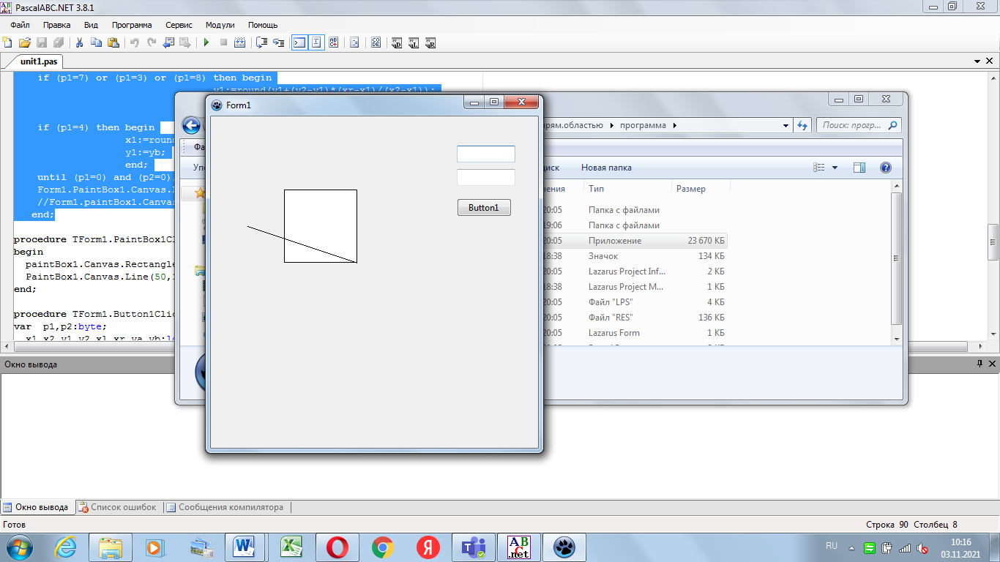 PascalABC.NET 3.8.1
Файл Правка Вид Программа Сервис Модули Помощь
unit1.pas
if (p1=7) or (p1=3) or (p1=8) then begin
y1:=round(y1+(y2-y1)*(xr-x1)/(x2-x1));
if (p1=4) then begin
x1:=round
y1:=yb;
end;
until (p1=0) and (p2=0)
Form1.PaintBox1.Canvas.
//Form1.paintBox1.Canvas
end;
procedure TForm1.PaintBox1Cl
begin
paintBox1.Canvas.Rectangle
PaintBox1.Canvas.Line(50,
end;
procedure TForm1.Button1Clic
var p1,p2:byte;
x1,x2,y1,y2,xl,xr,ya,yb:
Form1
Button1
рям.областью программа
Поиск: прогр...
Фа
Упо
диск Новая папка
нения Тип Размер
20:05 Папка с файлами
19:06 Папка с файлами
20:05 Приложение 23 670 КБ
18:38 Значок 134 КБ
20:05 Lazarus Project Inf... 2 КБ
18:38 Lazarus Project M... 1 КБ
20:05 Файл "LPS" 4 КБ
20:05 Файл "RES" 136 КБ
20:05 Lazarus Form 1 КБ
Окно вывода
Окно вывода Список ошибок Сообщения компилятора
Готов
Строка 90 Столбец 8
RU
10:16
03.11.2021